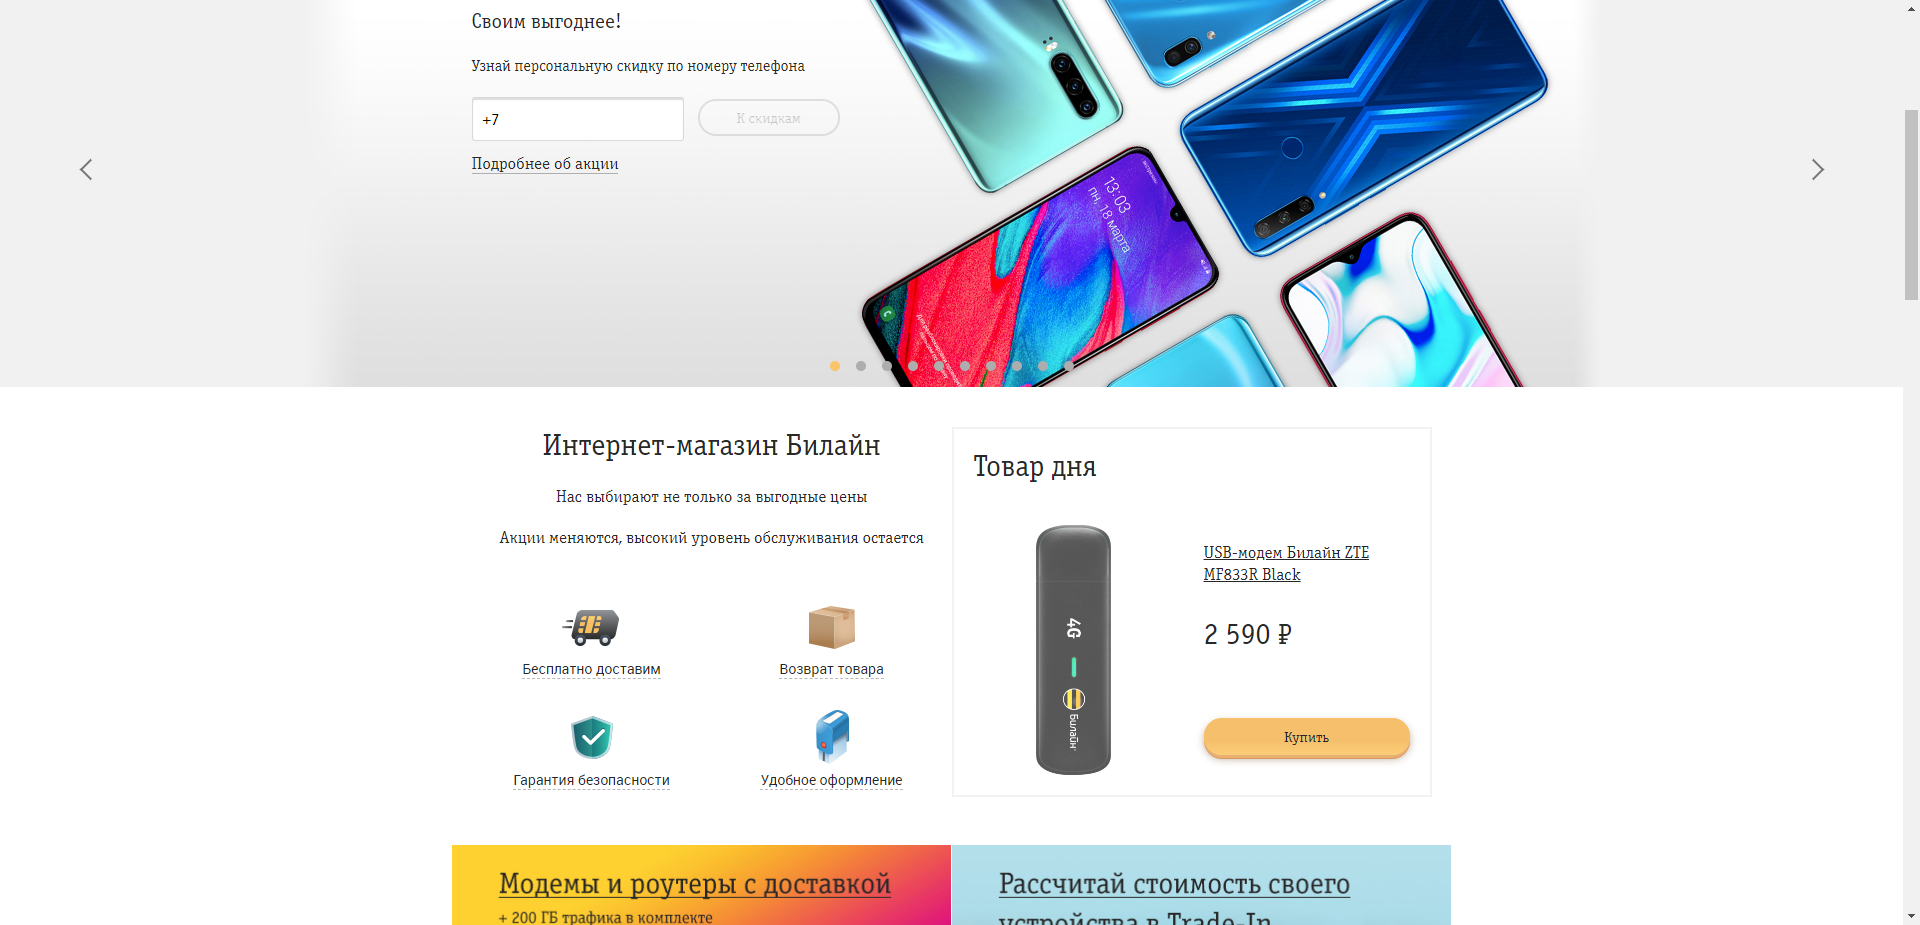 Своим выгоднее!
Узнай персональную скидку по номеру телефона
+7
К скидкам
Подробнее об акции
13:03
пн, 18 марта
Интернет-магазин Билайн
Нас выбирают не только за выгодные цены
Акции меняются, высокий уровень обслуживания остается
Бесплатно доставим
Возврат товара
Гарантия безопасности
Удобное оформление
Товар дня
4G
Билайн
USB-модем Билайн ZTE
MF833R Black
2 590 ₽
Купить
Модемы и роутеры с доставкой
+ 200 ГБ трафика в комплекте
Рассчитай стоимость своего
устройства в Trade-In